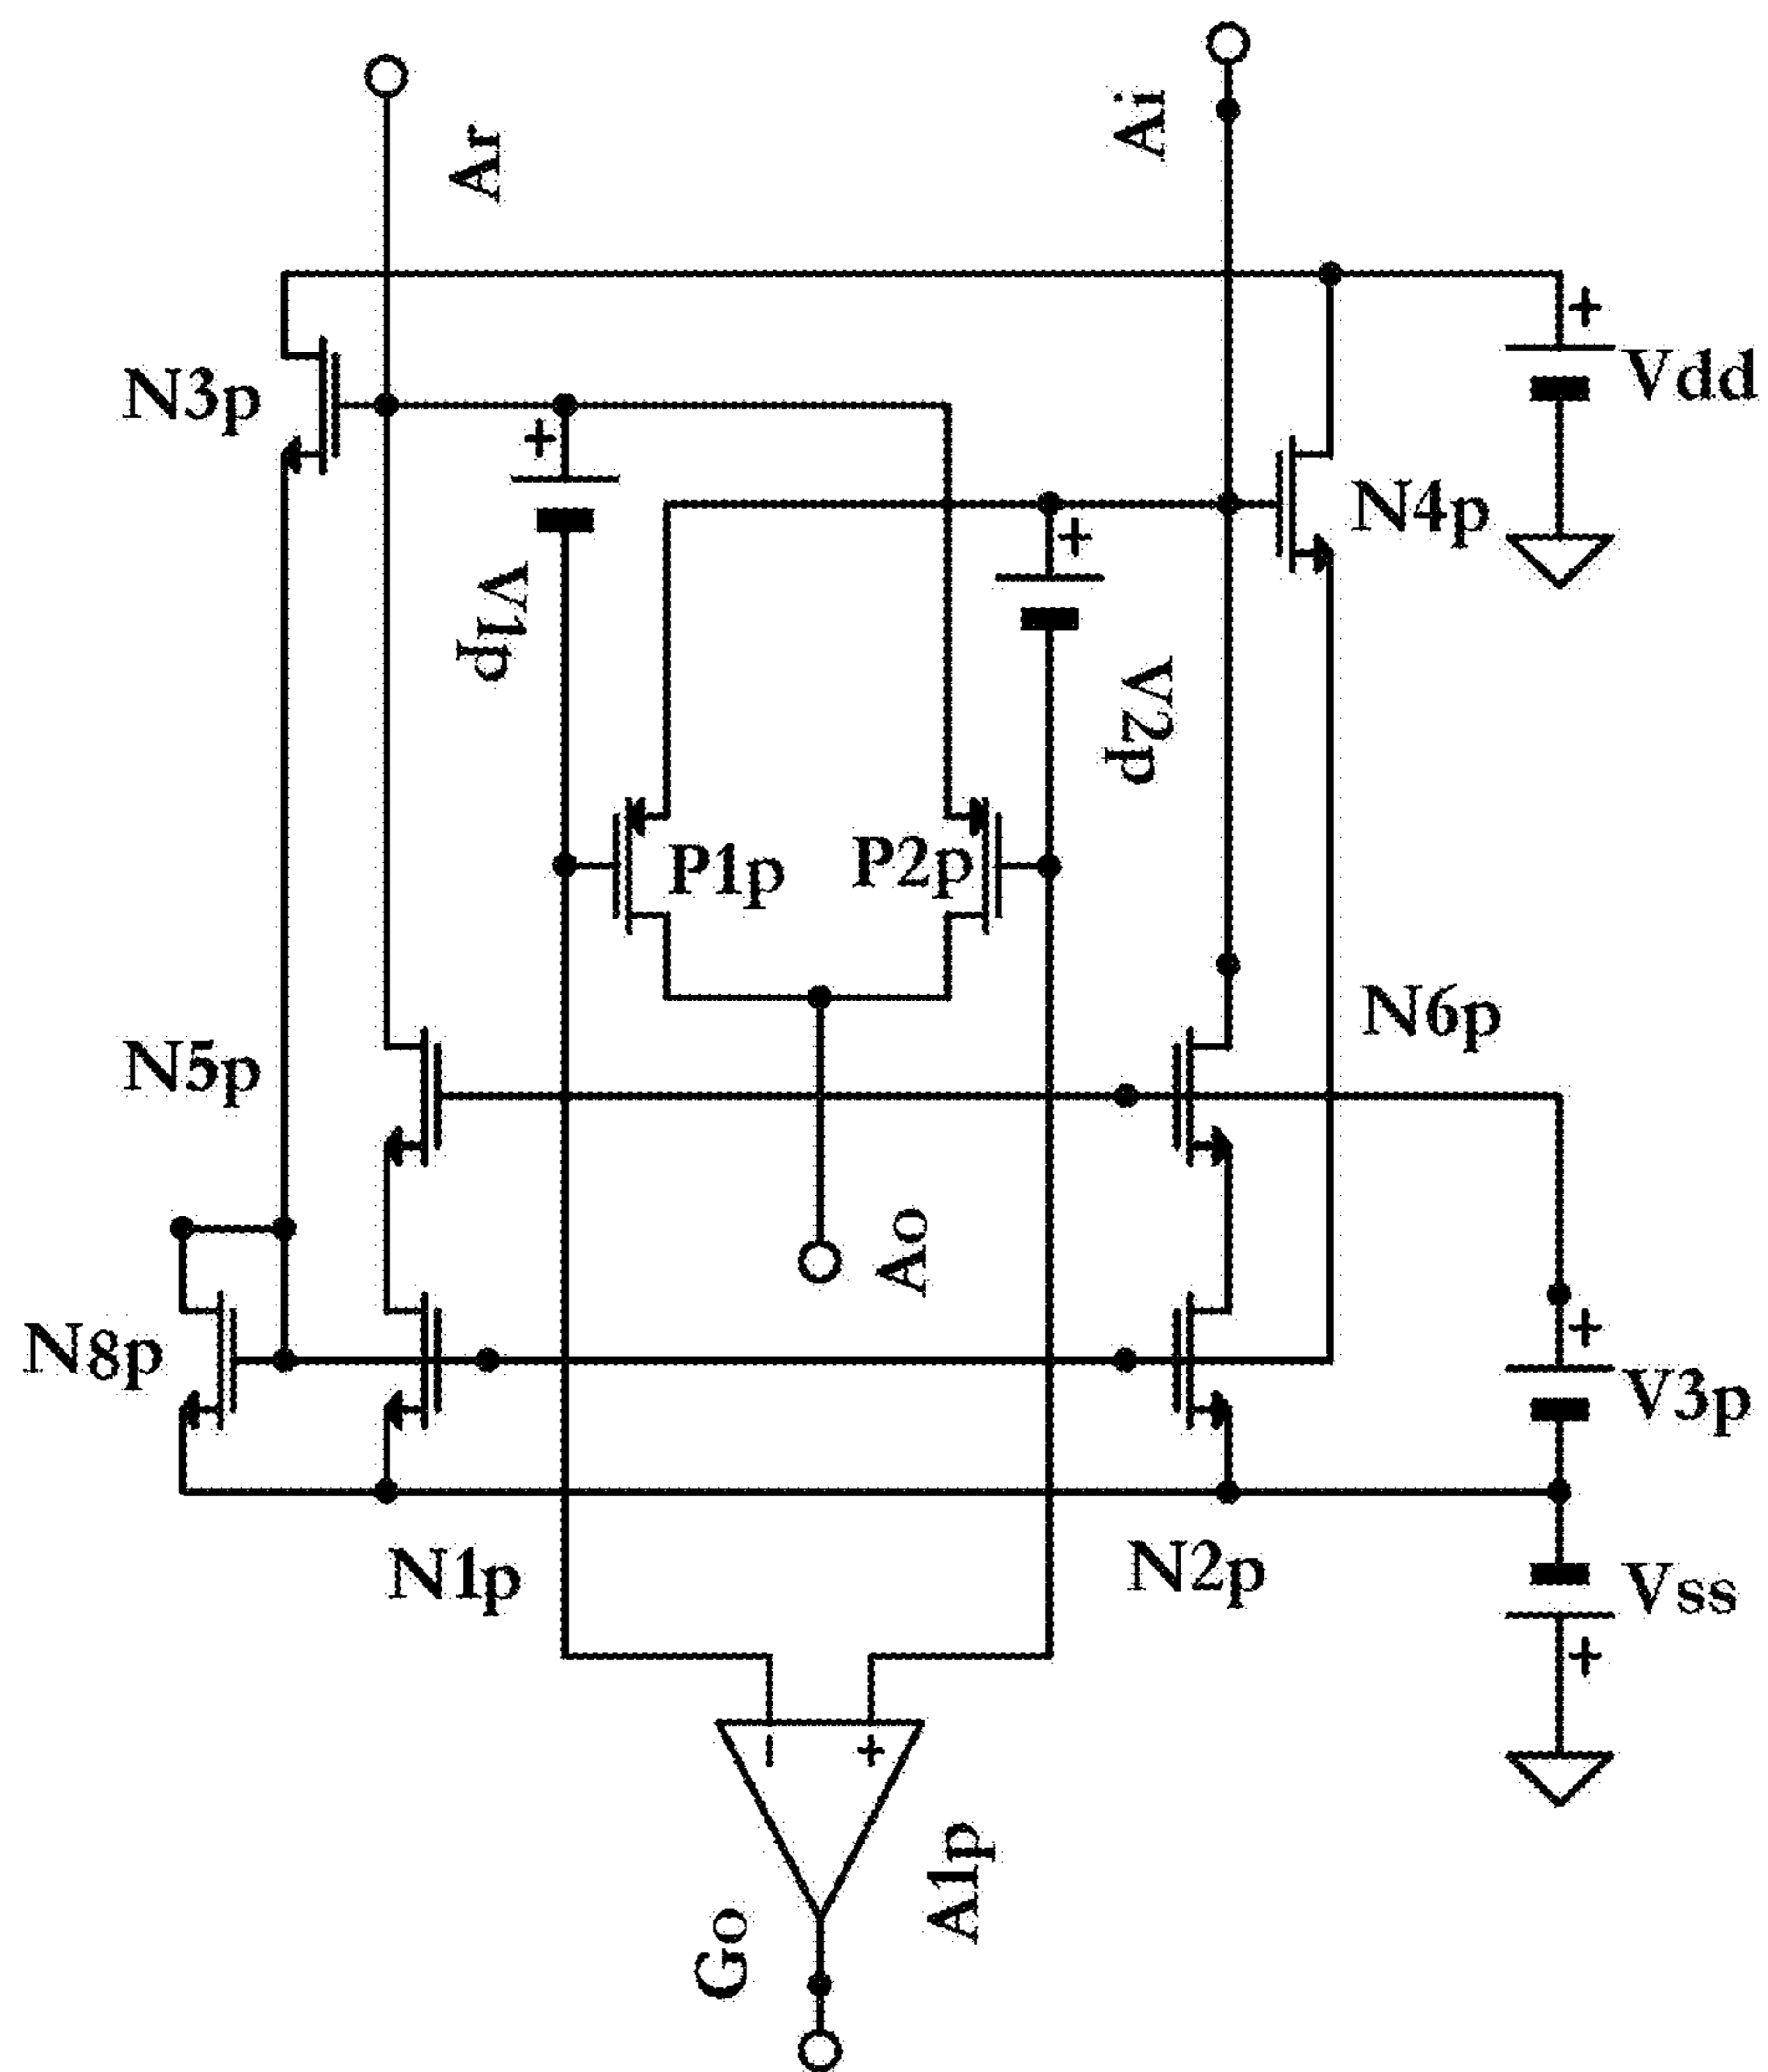 Ar
Ai
N3p
Vdd
N4p
V1p
V2p
P1p
P2p
N6p
N5p
Ao
N8p
V3p
N1p
N2p
Vss
A1p
Go